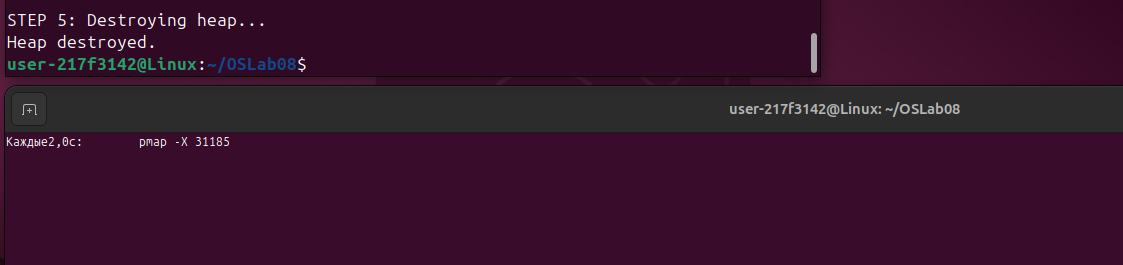 STEP 5: Destroying heap...
Heap destroyed.
user-217f3142@Linux:~/OSLab08$
user-217f3142@Linux: ~/OSLab08
Каждые2,0с: pmap -X 31185